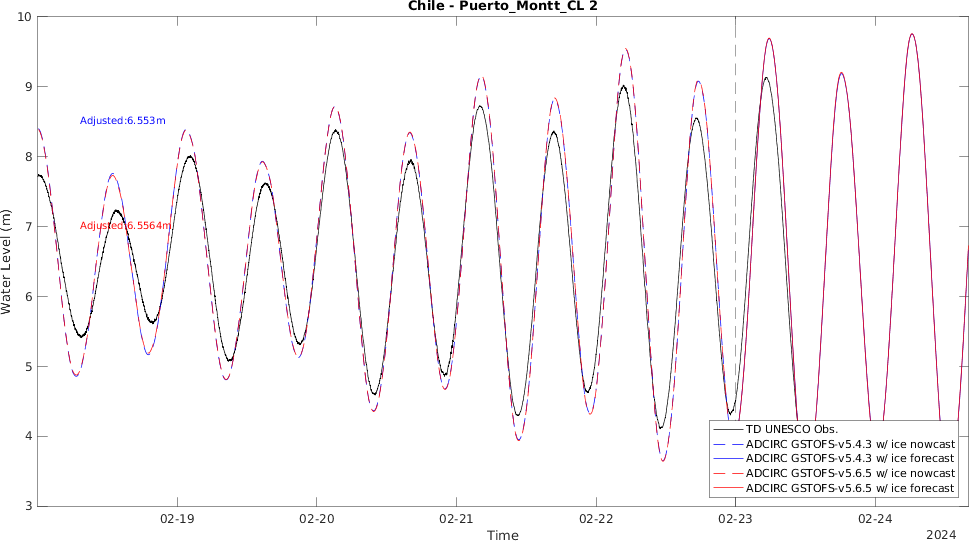 Chile - Puerto_Montt_CL 2
10
9
8
7
6
5
4
3
Water Level (m)
Adjusted:6.553m
Adjusted:6.5564m
TD UNESCO Obs.
ADCIRC GSTOFS-v5.4.3 w/ ice nowcast
ADCIRC GSTOFS-v5.4.3 w/ ice forecast
ADCIRC GSTOFS-v5.6.5 w/ ice nowcast
ADCIRC GSTOFS-v5.6.5 w/ ice forecast
02-19 02-20 02-21 02-22 02-23 02-24
Time
2024